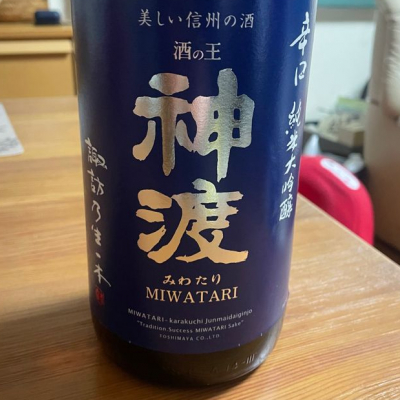 美しい信州の酒
酒の王
神渡
みわたり
MIWATARI
MIWATARI - karakuchi Junmaidaiginjo
"Tradition Success MIWATARI Sake"
TOSHIMAYA CO.,LTD
辛口 純米大吟醸
諏訪乃生一本